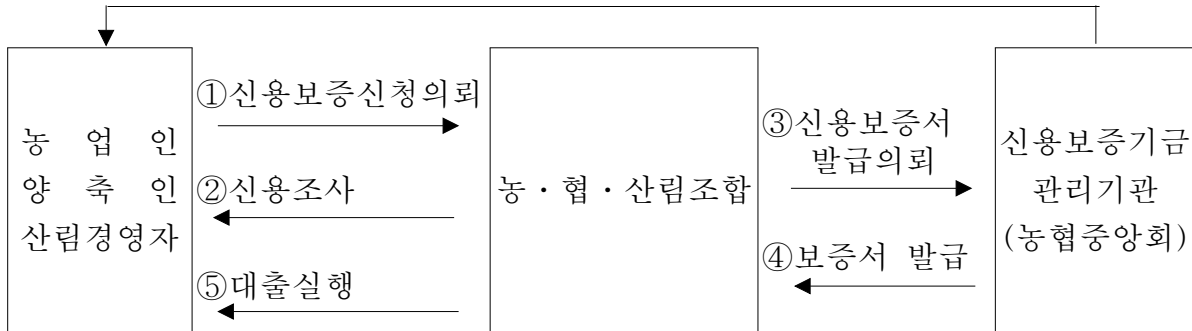 ①신용보증신청의뢰
농 업 인
양 축 인
산림경영자
②신용조사
⑤대출실행
농·협·산림조합
③신용보증서
발급의뢰
④보증서 발급
신용보증기금
관리기관
(농협중앙회)